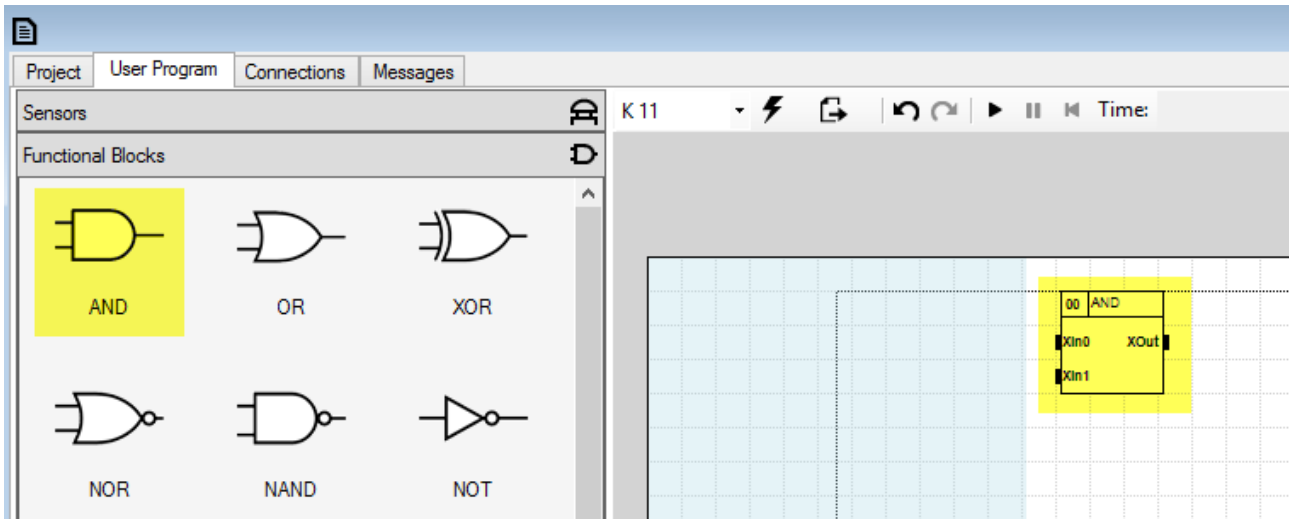 Project User Program Connections Messages
Sensors
K 11 Time:
Functional Blocks
AND OR XOR
00 AND
XIn0 XOut
XIn1
NOR NAND NOT